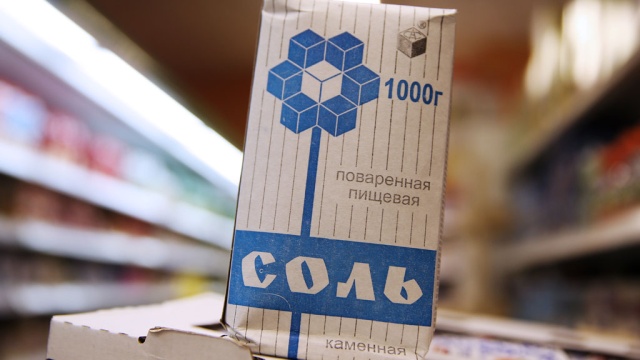 1000г
поваренная
пищевая
СОЛЬ
каменная